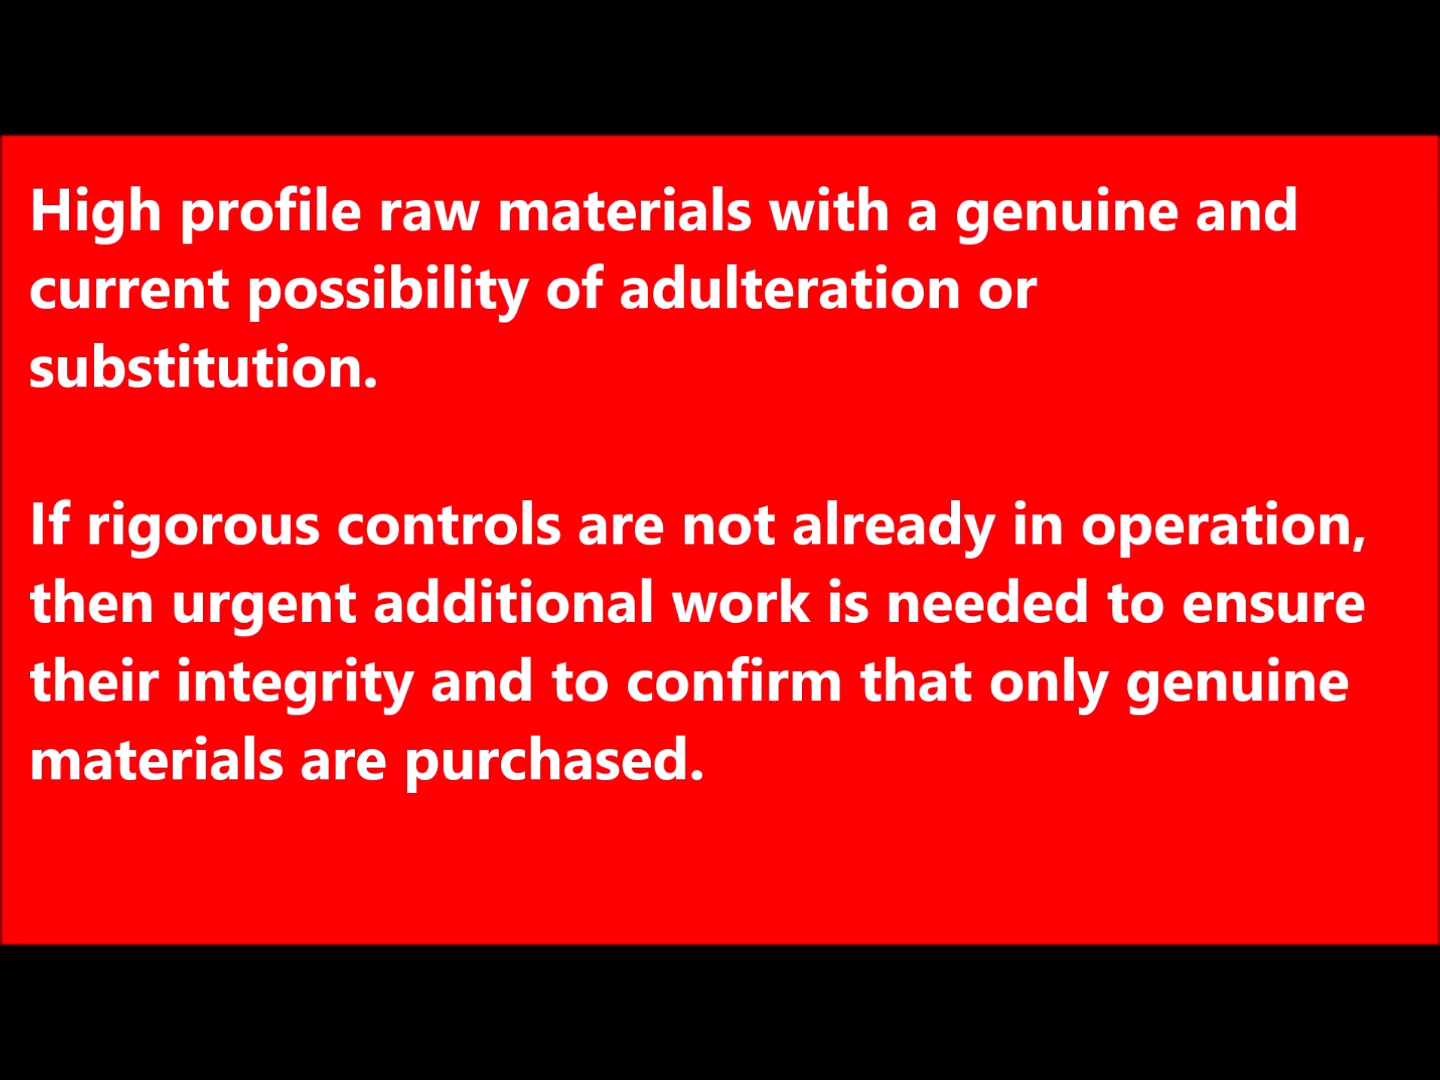 High profile raw materials with a genuine and
current possibility of adulteration or
substitution.
If rigorous controls are not already in operation,
then urgent additional work is needed to ensure
their integrity and to confirm that only genuine
materials are purchased.